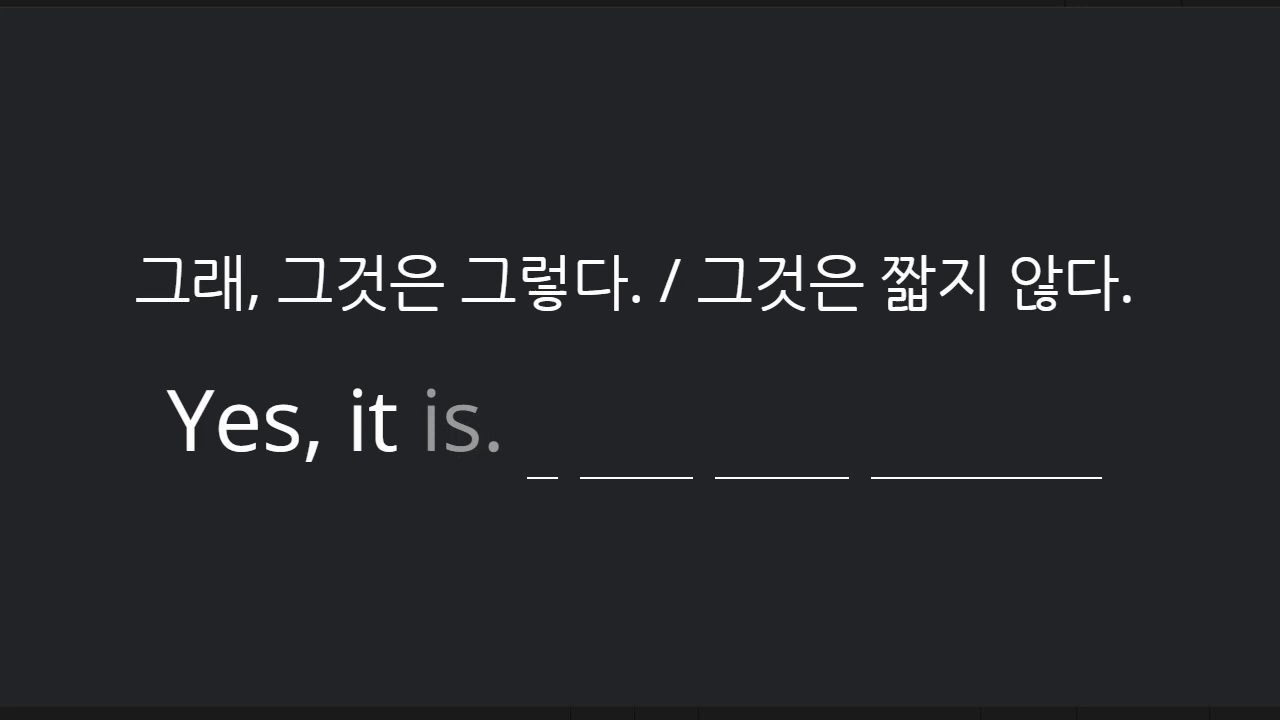 그래, 그것은 그렇다. / 그것은 짧지 않다.
Yes, it is.